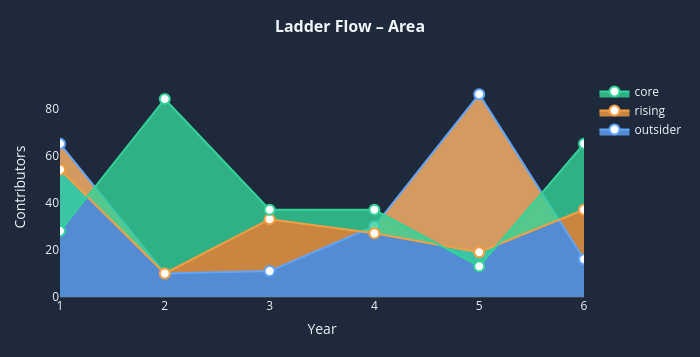 Ladder Flow – Area
core
rising
outsider
Contributors
80
60
40
20
0
1 2 3 4 5 6
Year